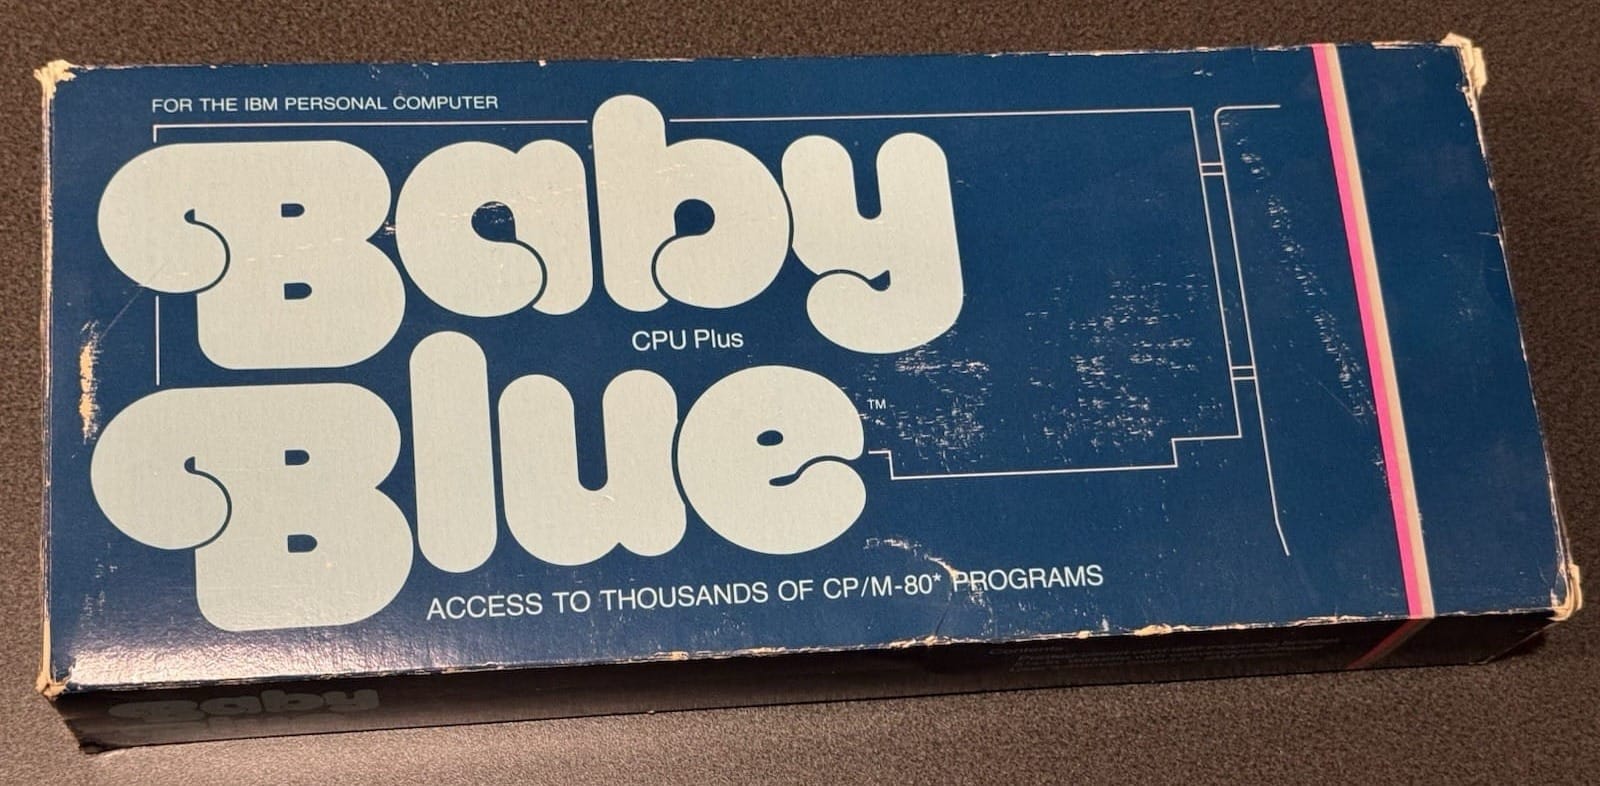 FOR THE IBM PERSONAL COMPUTER
Baby
CPU Plus
Blue™
ACCESS TO THOUSANDS OF CP/M-80* PROGRAMS
Baby